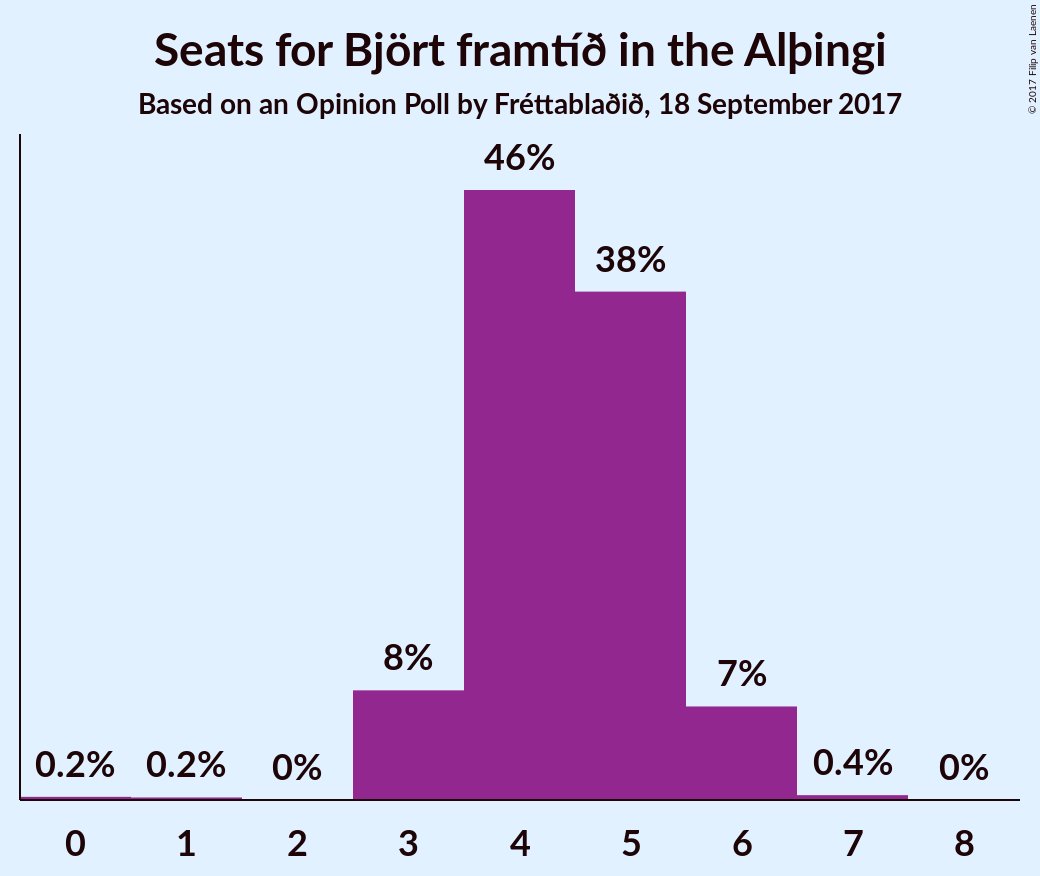 Seats for Björt framtíð in the Alþingi
Based on an Opinion Poll by Fréttablaðið, 18 September 2017
© 2017 Filip van Laenen
46%
38%
8%
7%
0.2% 0.2% 0% 0.4% 0%
0 1 2 3 4 5 6 7 8